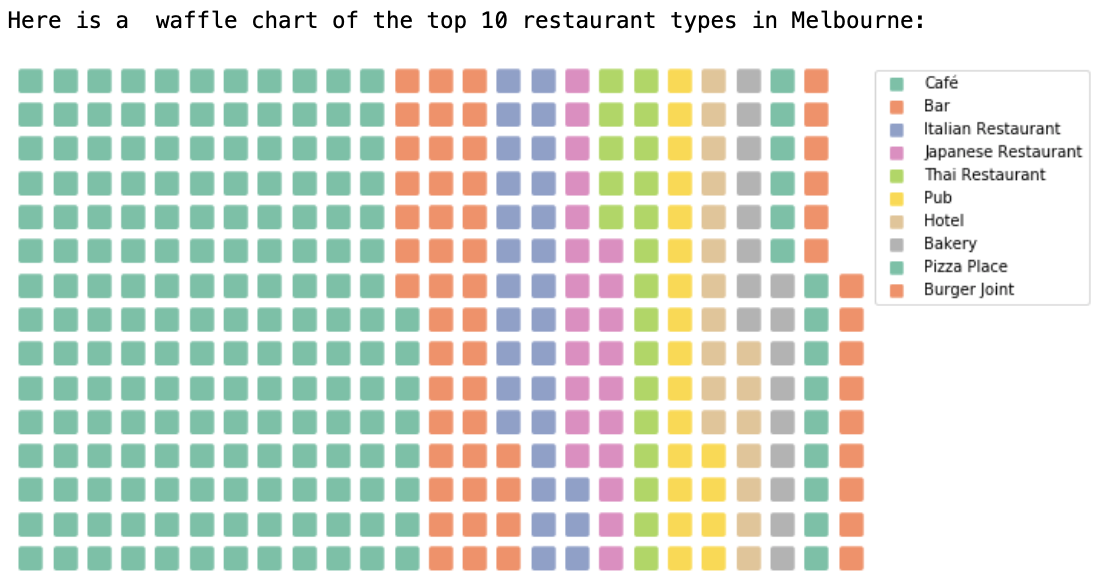 Here is a  waffle chart of the top 10 restaurant types in Melbourne:
Café
Bar
Italian Restaurant
Japanese Restaurant
Thai Restaurant
Pub
Hotel
Bakery
Pizza Place
Burger Joint